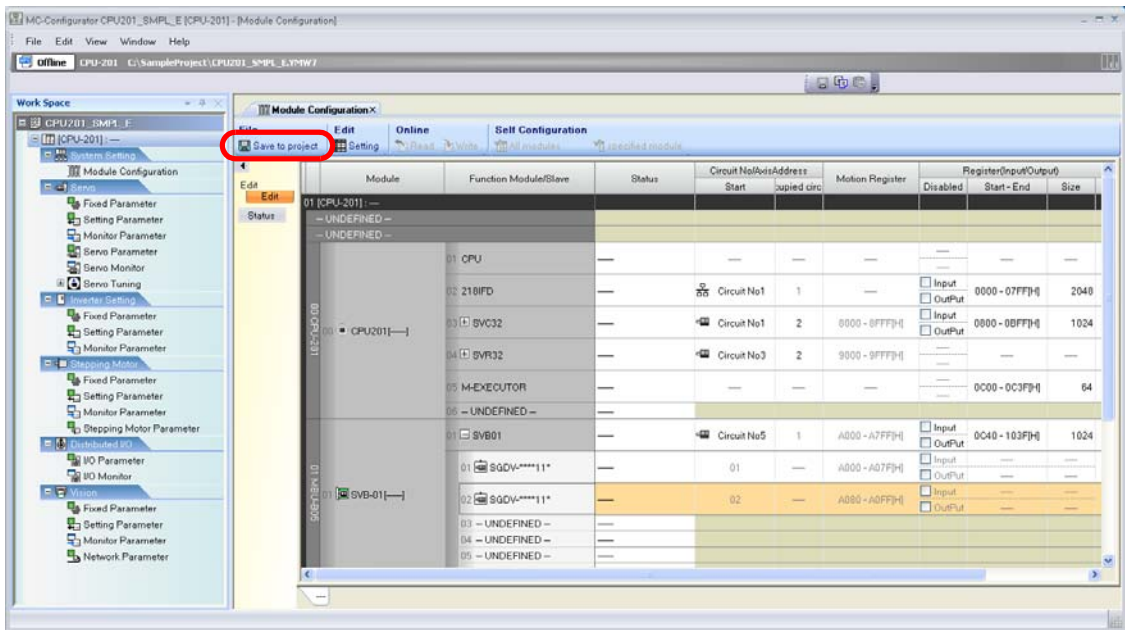 MC-Configurator CPU201_SMPL_E [CPU-201] - [Module Configuration]
File Edit View Window Help
Offline CPU-201 C:\SampleProject\CPU201_SMPL_E.YMW7
Work Space
Module Configuration×
CPU201_SMPL_E
[CPU-201] : ---
System Setting
Module Configuration
Servo
Fixed Parameter
Setting Parameter
Monitor Parameter
Servo Parameter
Servo Monitor
Servo Tuning
Inverter Setting
Fixed Parameter
Setting Parameter
Monitor Parameter
Stepping Motor
Fixed Parameter
Setting Parameter
Monitor Parameter
Stepping Motor Parameter
Distributed I/O
I/O Parameter
I/O Monitor
Vision
Fixed Parameter
Setting Parameter
Monitor Parameter
Network Parameter
File Edit Online Self Configuration
Save to project Setting Read Write All modules specified module
Edit
Edit
Status
Module Function Module/Slave Status Circuit No/AxisAddress Motion Register Register(Input/Output)
Start upied circ Disabled Start - End Size
01 [CPU-201] : ---
-- UNDEFINED --
-- UNDEFINED --
00 CPU-201
00 CPU201[----]
01 CPU --- --- --- --- --- --- ---
02 218IFD --- Circuit No1 1 --- Input OutPut 0000 - 07FF[H] 2048
03 SVC32 --- Circuit No1 2 8000 - 8FFF[H] Input OutPut 0800 - 0BFF[H] 1024
04 SVR32 --- Circuit No3 2 9000 - 9FFF[H] --- --- ---
05 M-EXECUTOR --- --- --- --- --- 0C00 - 0C3F[H] 64
06 -- UNDEFINED -- ---
01 MBU-B05
01 SVB-01[----]
01 SVB01 --- Circuit No5 1 A000 - A7FF[H] Input OutPut 0C40 - 103F[H] 1024
01 SGDV-****11* --- 01 --- A000 - A07F[H] Input OutPut --- ---
02 SGDV-****11* --- 02 --- A080 - A0FF[H] Input OutPut --- ---
03 -- UNDEFINED -- ---
04 -- UNDEFINED -- ---
05 -- UNDEFINED -- ---
---